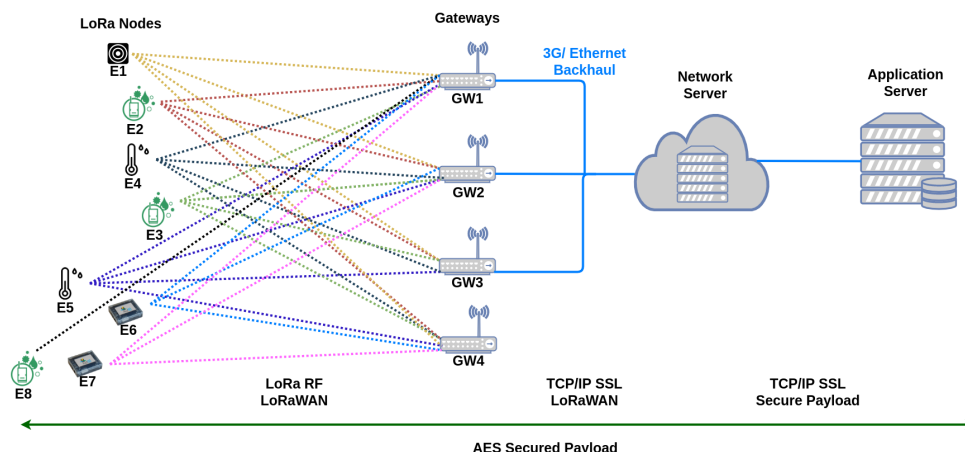 LoRa Nodes
Gateways
3G/ Ethernet
Backhaul
Network
Server
Application
Server
E1
E2
E4
E3
E5
E6
E7
E8
GW1
GW2
GW3
GW4
LoRa RF
LoRaWAN
TCP/IP SSL
LoRaWAN
TCP/IP SSL
Secure Payload
AES Secured Payload